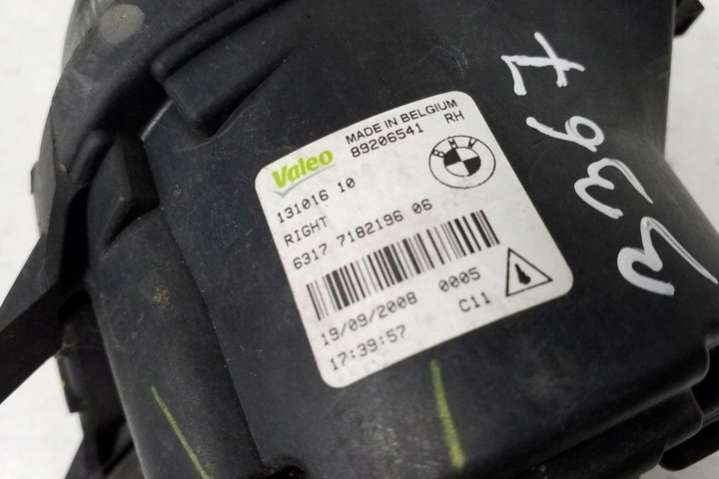 Valeo
MADE IN BELGIUM
89206541 RH
BMW
131016 10
RIGHT
6317 7182196 06
19/09/2008 0005
17:39:57 C11